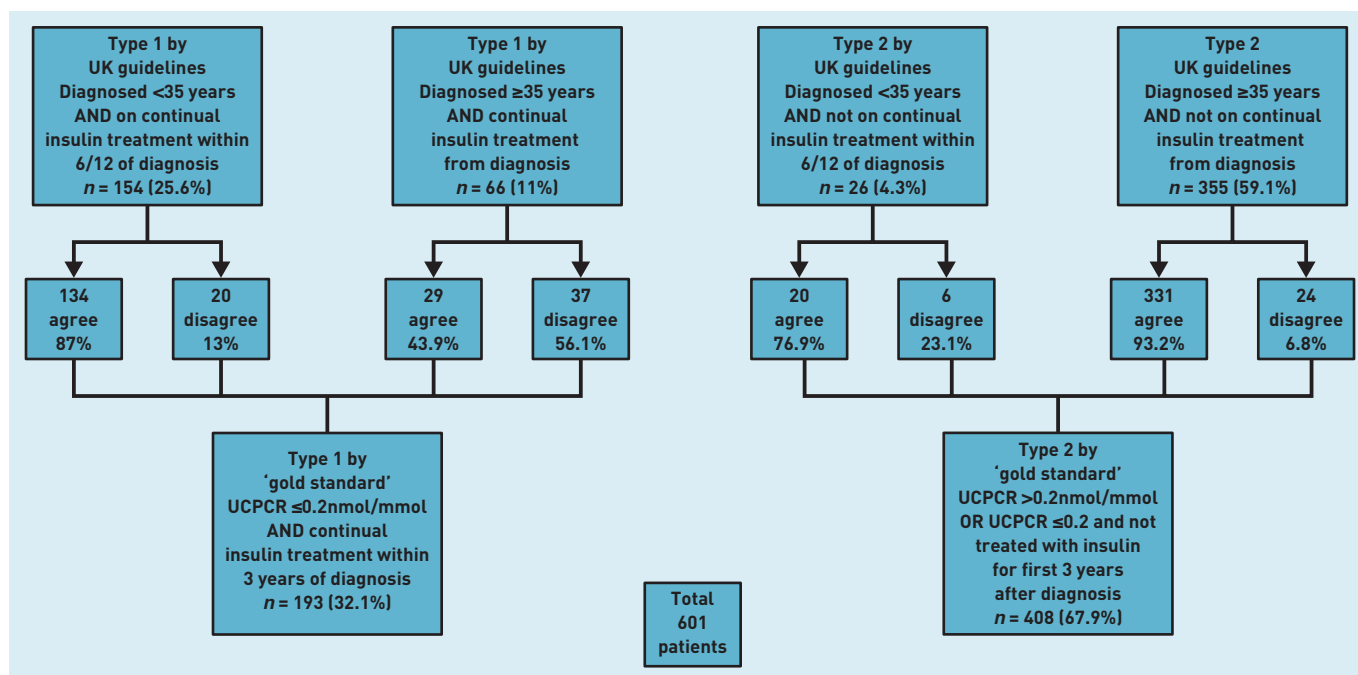 Type 1 by
UK guidelines
Diagnosed <35 years
AND on continual
insulin treatment within
6/12 of diagnosis
n = 154 (25.6%)
Type 1 by
UK guidelines
Diagnosed ≥35 years
AND continual
insulin treatment
from diagnosis
n = 66 (11%)
Type 2 by
UK guidelines
Diagnosed <35 years
AND not on continual
insulin treatment within
6/12 of diagnosis
n = 26 (4.3%)
Type 2
UK guidelines
Diagnosed ≥35 years
AND not on continual
insulin treatment
from diagnosis
n = 355 (59.1%)
134
agree
87%
20
disagree
13%
29
agree
43.9%
37
disagree
56.1%
20
agree
76.9%
6
disagree
23.1%
331
agree
93.2%
24
disagree
6.8%
Type 1 by
‘gold standard’
UCPCR ≤0.2nmol/mmol
AND continual
insulin treatment within
3 years of diagnosis
n = 193 (32.1%)
Type 2 by
‘gold standard’
UCPCR >0.2nmol/mmol
OR UCPCR ≤0.2 and not
treated with insulin
for first 3 years
after diagnosis
n = 408 (67.9%)
Total
601
patients